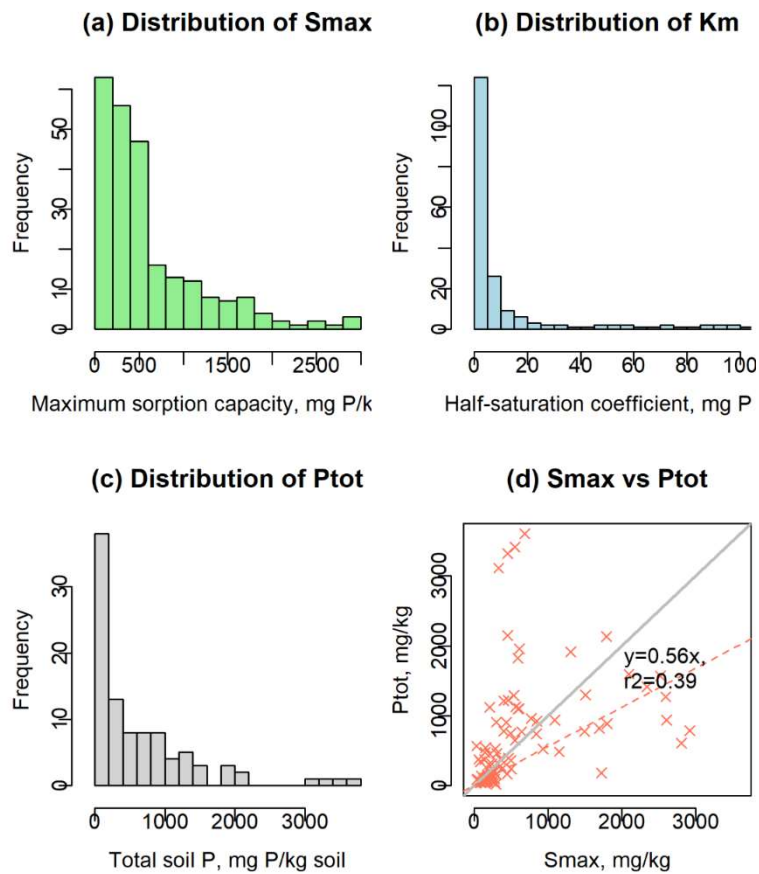 (a) Distribution of Smax
Frequency
0 10 30 50
0 500 1500 2500
Maximum sorption capacity, mg P/k
(b) Distribution of Km
Frequency
0 20 60 100
0 20 40 60 80 100
Half-saturation coefficient, mg P
(c) Distribution of Ptot
Frequency
0 10 20 30
0 1000 2000 3000
Total soil P, mg P/kg soil
(d) Smax vs Ptot
Ptot, mg/kg
0 1000 2000 3000
y=0.56x,
r2=0.39
0 1000 2000 3000
Smax, mg/kg